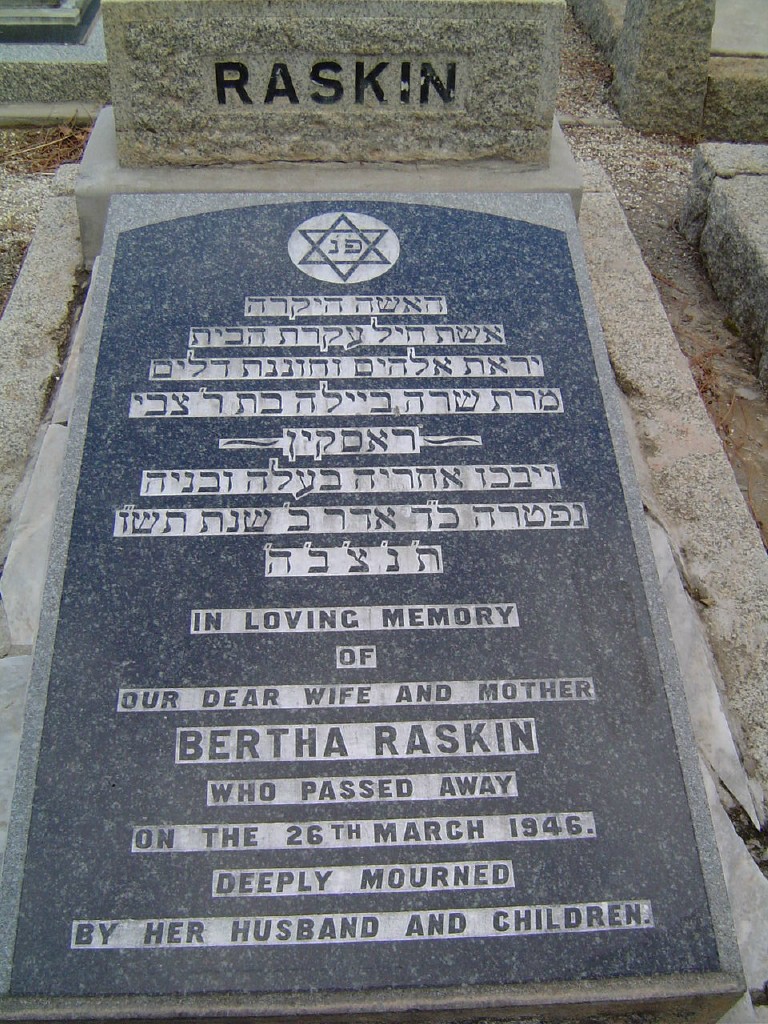 RASKIN
פ׳נ
האשה היקרה
אשת חיל עקרת הבית
יראת אלהים וחוננת דלים
מרת שרה ביילה בת ר׳ צבי
ראסקין
ויבכו אחריה בעלה ובניה
נפטרה כ״ד אדר ב׳ שנת תש״ו
ת׳ נ׳ צ׳ ב׳ ה׳
IN LOVING MEMORY
OF
OUR DEAR WIFE AND MOTHER
BERTHA RASKIN
WHO PASSED AWAY
ON THE 26TH MARCH 1946.
DEEPLY MOURNED
BY HER HUSBAND AND CHILDREN.